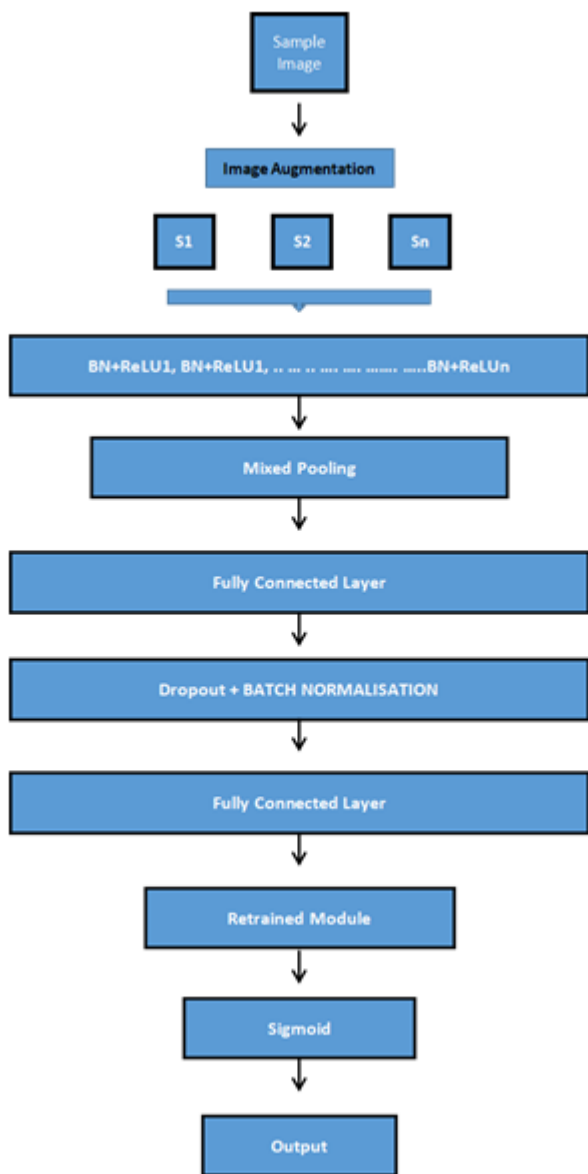 Sample
Image
Image Augmentation
S1
S2
Sn
BN+ReLU1, BN+ReLU1, .. ... .. .... .... ....... .....BN+ReLUn
Mixed Pooling
Fully Connected Layer
Dropout + BATCH NORMALISATION
Fully Connected Layer
Retrained Module
Sigmoid
Output